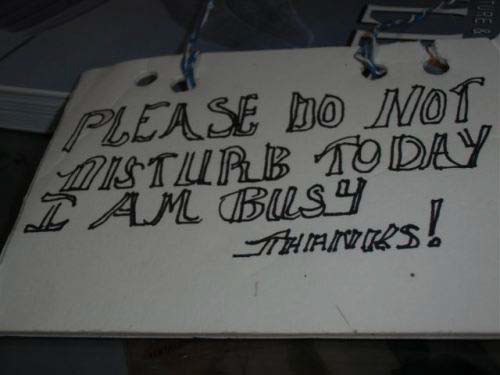 PLEASE DO NOT
DISTURB TODAY
I AM BUSY
THANKS!